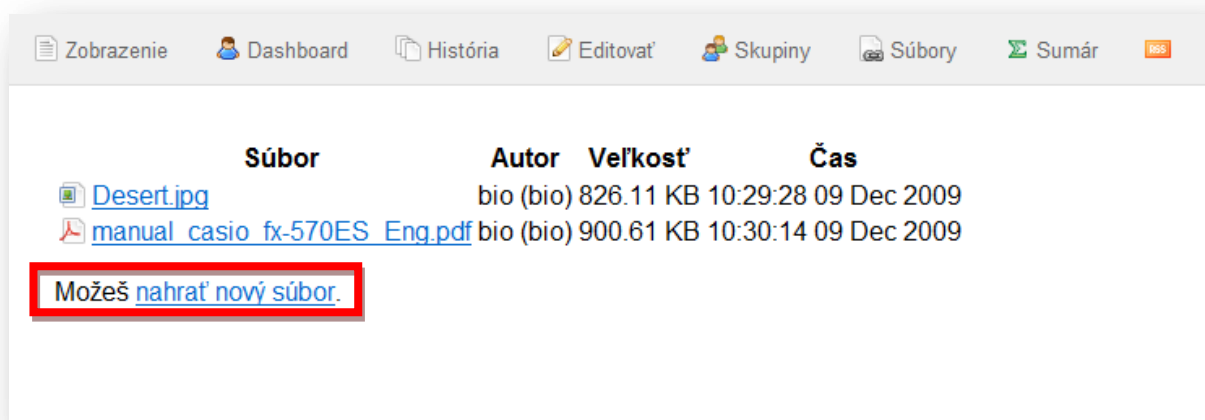 Zobrazenie Dashboard História Editovať Skupiny Súbory Sumár RSS
Súbor Autor Veľkosť Čas
Desert.jpg bio (bio) 826.11 KB 10:29:28 09 Dec 2009
manual_casio_fx-570ES_Eng.pdf bio (bio) 900.61 KB 10:30:14 09 Dec 2009
Možeš nahrať nový súbor.